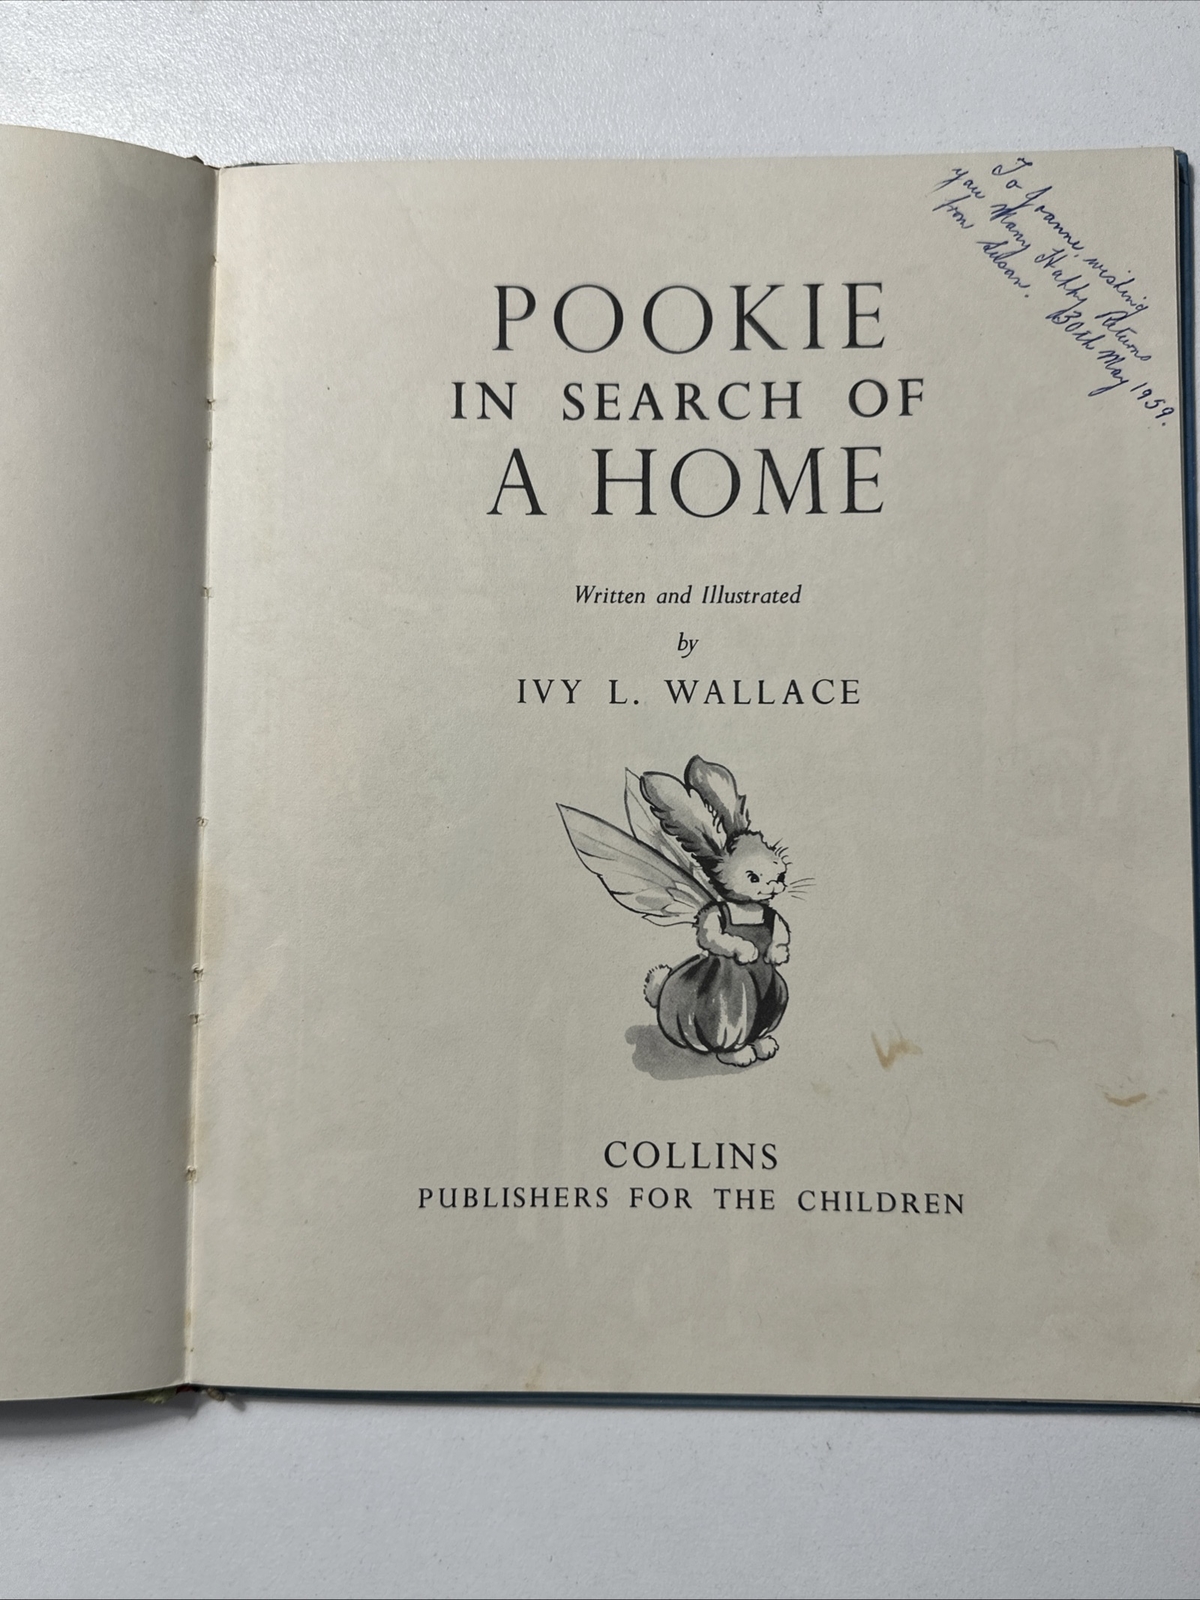 To Joanne, wishing
you Many Happy Returns
from Susan. 30th May 1959.
POOKIE
IN SEARCH OF
A HOME
Written and Illustrated
by
IVY L. WALLACE
COLLINS
PUBLISHERS FOR THE CHILDREN